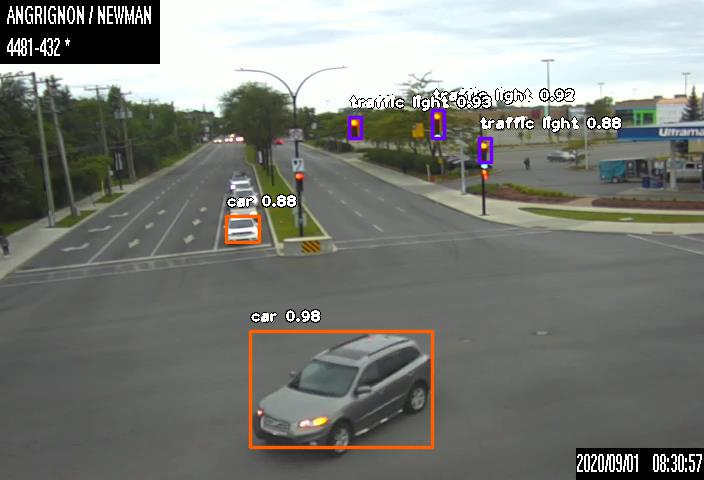 ANGRIGNON / NEWMAN
4481-432 *
traffic light 0.93
traffic light 0.92
traffic light 0.88
Ultrama
car 0.88
car 0.98
2020/09/01 08:30:57